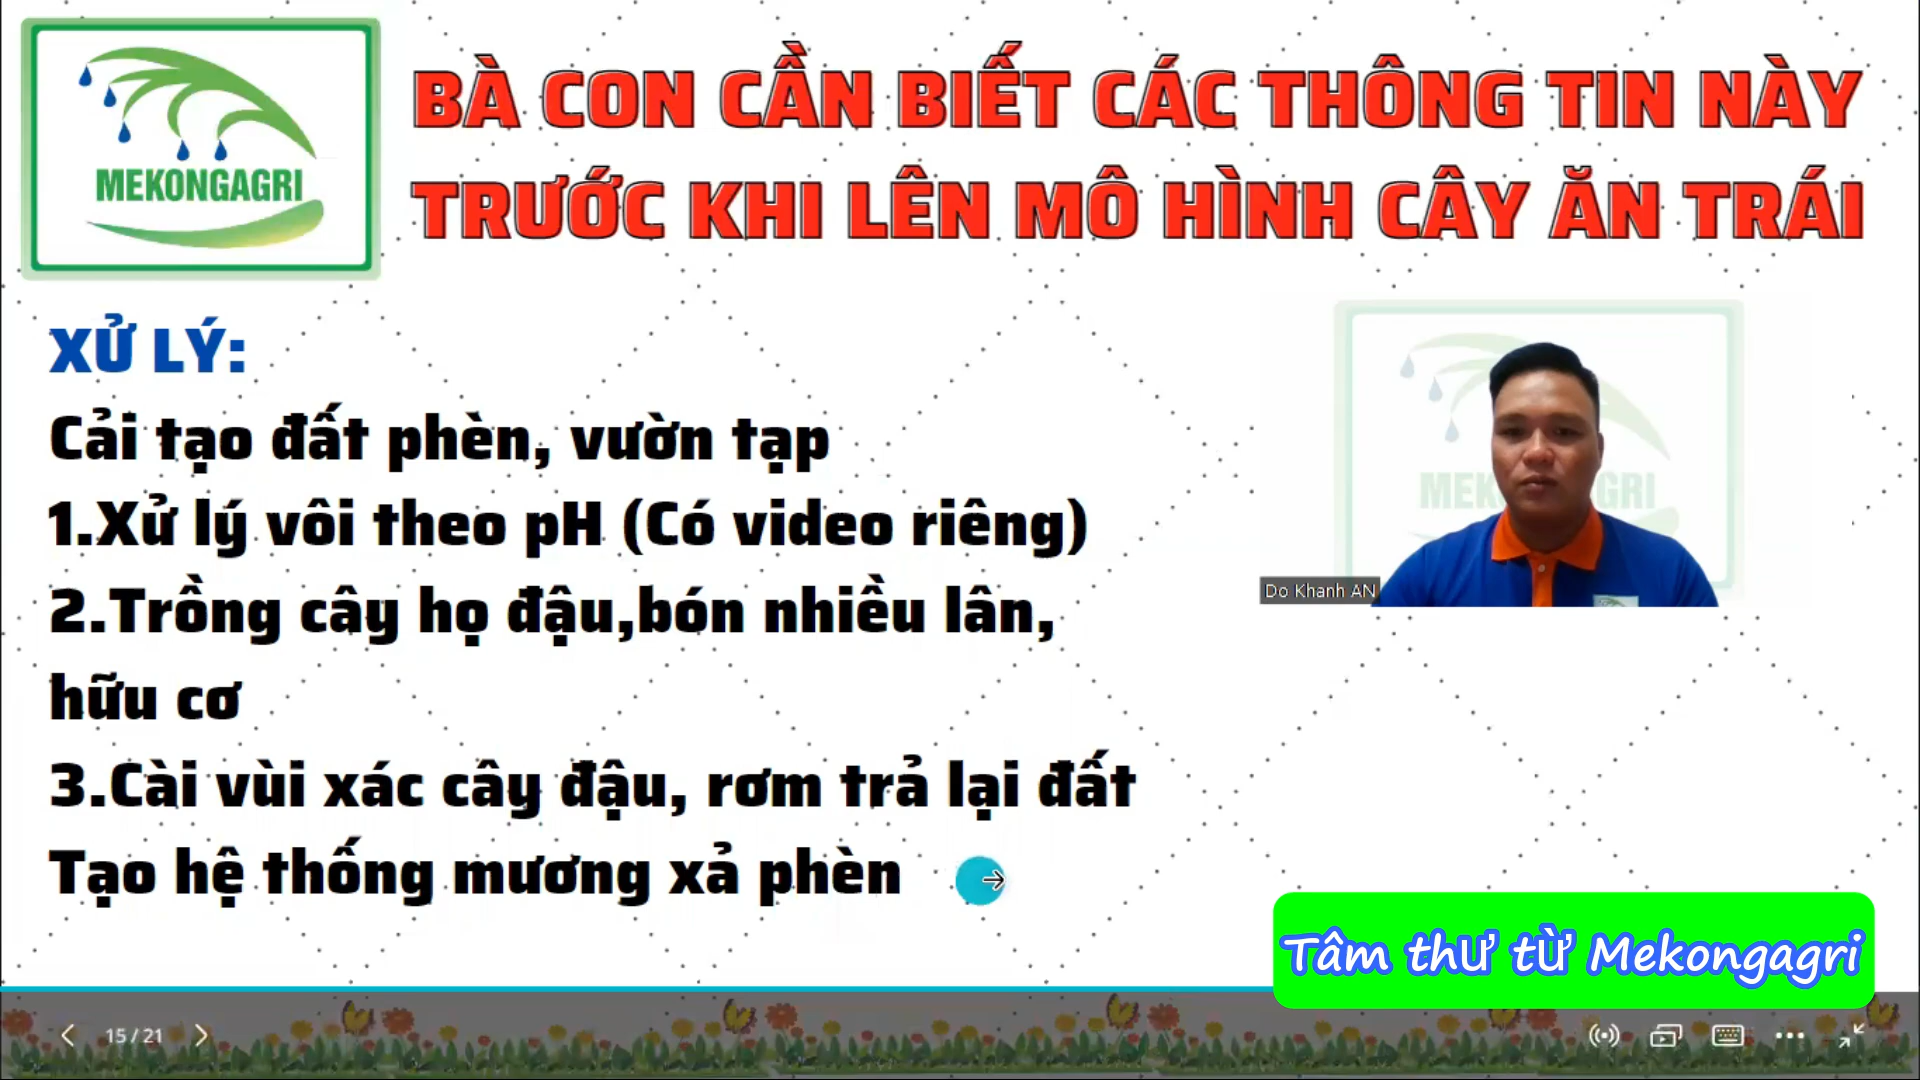 MEKONGAGRI
BÀ CON CẦN BIẾT CÁC THÔNG TIN NÀY
TRƯỚC KHI LÊN MÔ HÌNH CÂY ĂN TRÁI
XỬ LÝ:
Cải tạo đất phèn, vườn tạp
1.Xử lý vôi theo pH (Có video riêng)
2.Trồng cây họ đậu,bón nhiều lân,
hữu cơ
3.Cài vùi xác cây đậu, rơm trả lại đất
Tạo hệ thống mương xả phèn
Do Khanh AN
Tâm thư từ Mekongagri
15 / 21